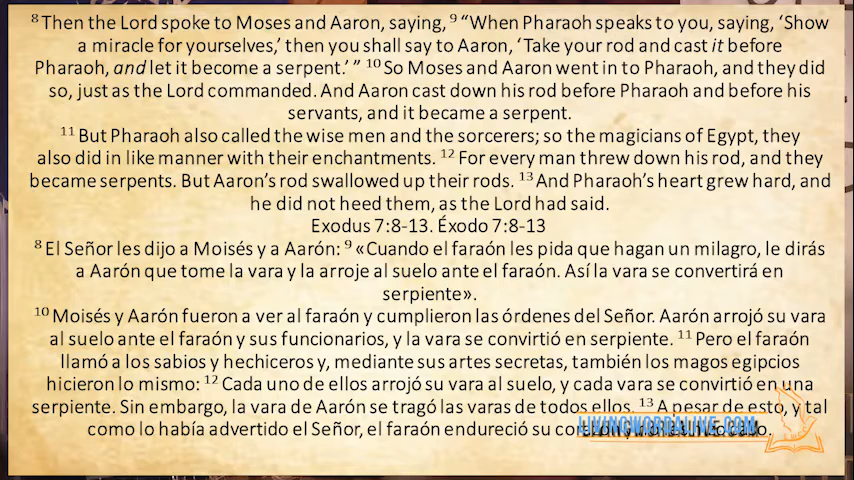 ⁸ Then the Lord spoke to Moses and Aaron, saying, ⁹ “When Pharaoh speaks to you, saying, ‘Show
a miracle for yourselves,’ then you shall say to Aaron, ‘Take your rod and cast it before
Pharaoh, and let it become a serpent.’ ” ¹⁰ So Moses and Aaron went in to Pharaoh, and they did
so, just as the Lord commanded. And Aaron cast down his rod before Pharaoh and before his
servants, and it became a serpent.
¹¹ But Pharaoh also called the wise men and the sorcerers; so the magicians of Egypt, they
also did in like manner with their enchantments. ¹² For every man threw down his rod, and they
became serpents. But Aaron’s rod swallowed up their rods. ¹³ And Pharaoh’s heart grew hard, and
he did not heed them, as the Lord had said.
Exodus 7:8-13. Éxodo 7:8-13
⁸ El Señor les dijo a Moisés y a Aarón: ⁹ «Cuando el faraón les pida que hagan un milagro, le dirás
a Aarón que tome la vara y la arroje al suelo ante el faraón. Así la vara se convertirá en
serpiente».
¹⁰ Moisés y Aarón fueron a ver al faraón y cumplieron las órdenes del Señor. Aarón arrojó su vara
al suelo ante el faraón y sus funcionarios, y la vara se convirtió en serpiente. ¹¹ Pero el faraón
llamó a los sabios y hechiceros y, mediante sus artes secretas, también los magos egipcios
hicieron lo mismo: ¹² Cada uno de ellos arrojó su vara al suelo, y cada vara se convirtió en una
serpiente. Sin embargo, la vara de Aarón se tragó las varas de todos ellos. ¹³ A pesar de esto, y tal
como lo había advertido el Señor, el faraón endureció su
LIVINGWORDALIVE.COM